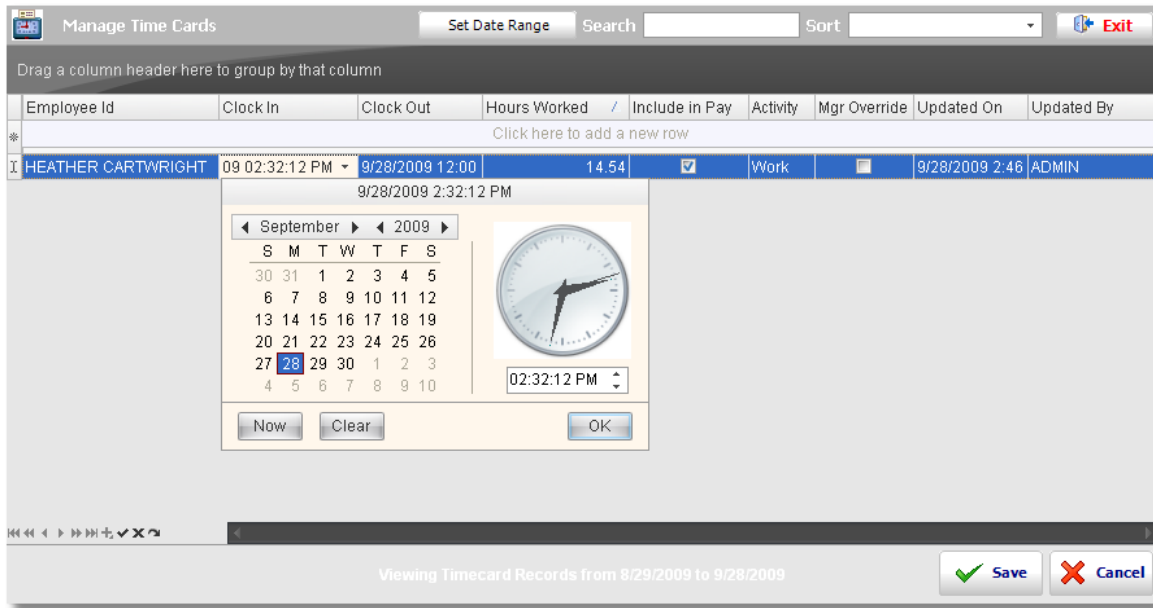 Manage Time Cards Set Date Range Search Sort Exit
Drag a column header here to group by that column
Employee Id Clock In Clock Out Hours Worked Include in Pay Activity Mgr Override Updated On Updated By
Click here to add a new row
HEATHER CARTWRIGHT 09 02:32:12 PM 9/28/2009 12:00 14.54 Work 9/28/2009 2:46 ADMIN
9/28/2009 2:32:12 PM
September 2009
S M T W T F S
30 31 1 2 3 4 5
6 7 8 9 10 11 12
13 14 15 16 17 18 19
20 21 22 23 24 25 26
27 28 29 30 1 2 3
4 5 6 7 8 9 10
02:32:12 PM
Now Clear OK
Viewing Timecard Records from 8/29/2009 to 9/28/2009 Save Cancel